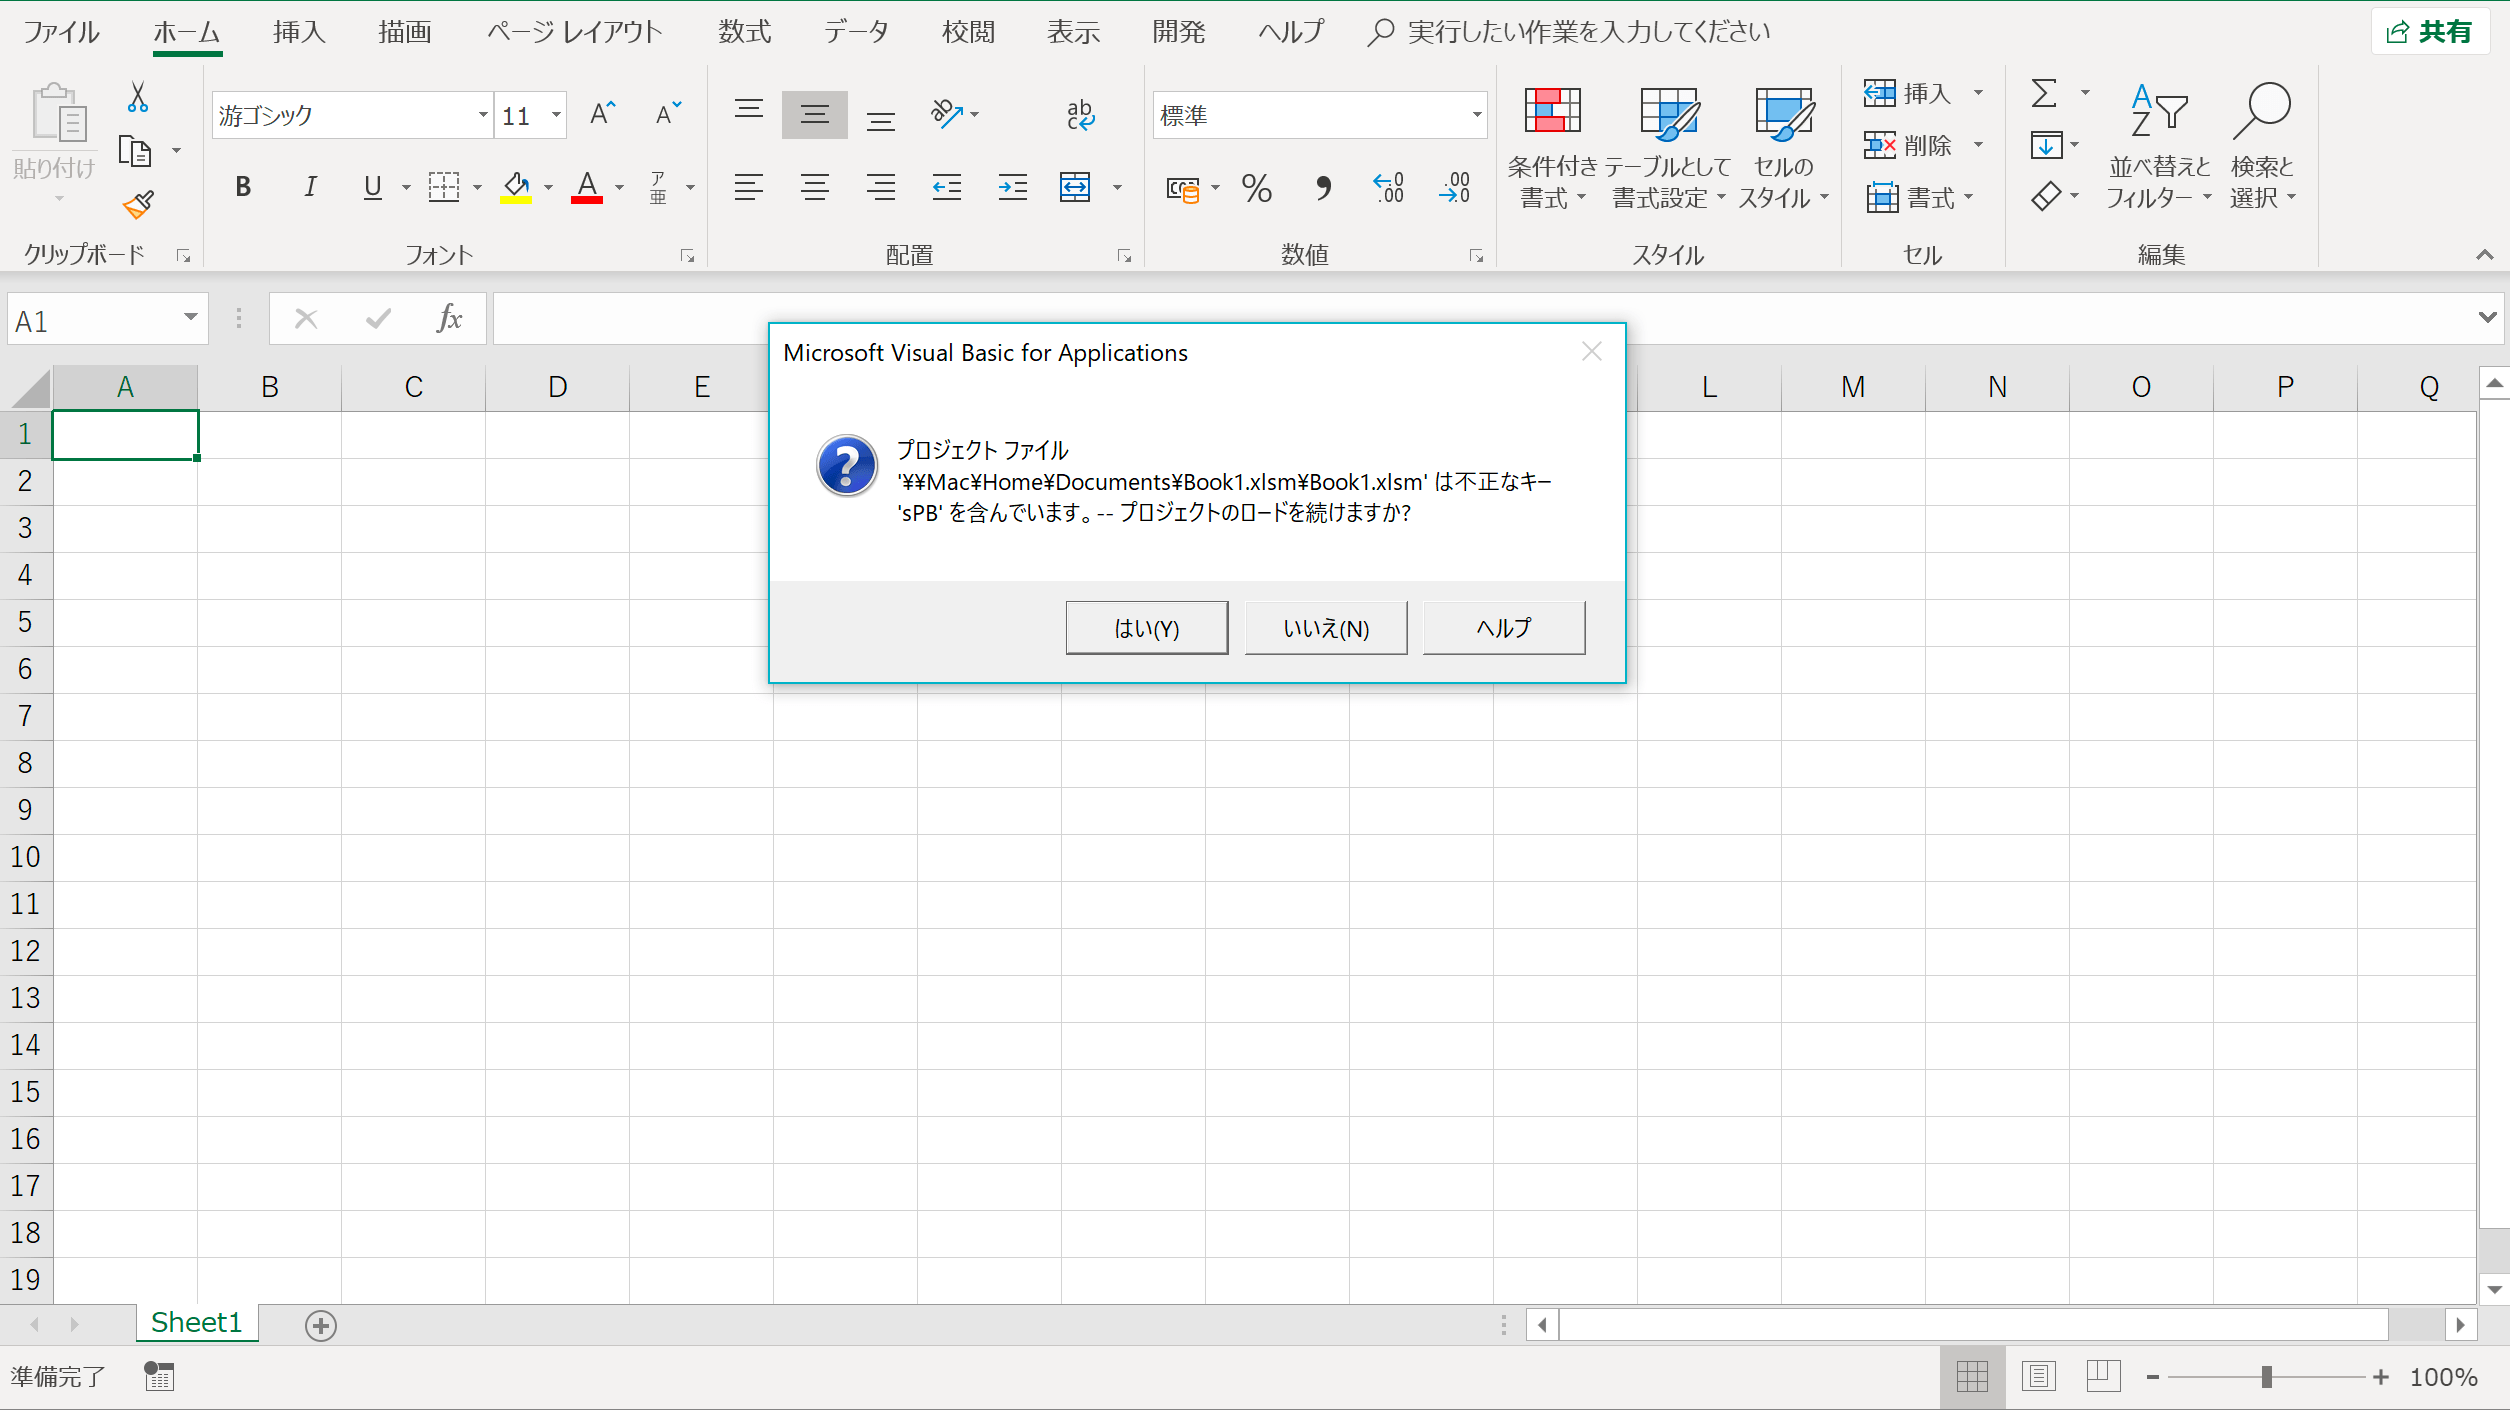 ファイル ホーム 挿入 描画 ページ レイアウト 数式 データ 校閲 表示 開発 ヘルプ 実行したい作業を入力してください 共有
貼り付け
游ゴシック 11 A A ab ab c 標準
B I U A ア 亜 % , .0 .00 .00 .0
条件付き書式
テーブルとして書式設定
セルのスタイル
挿入
削除
書式
Σ
A Z
並べ替えとフィルター
検索と選択
クリップボード フォント 配置 数値 スタイル セル 編集
A1 fx
A B C D E L M N O P Q
Microsoft Visual Basic for Applications
プロジェクト ファイル
'¥¥Mac¥Home¥Documents¥Book1.xlsm¥Book1.xlsm' は不正なキー
'sPB' を含んでいます。-- プロジェクトのロードを続けますか?
はい(Y) いいえ(N) ヘルプ
1
2
3
4
5
6
7
8
9
10
11
12
13
14
15
16
17
18
19
Sheet1
準備完了 100%